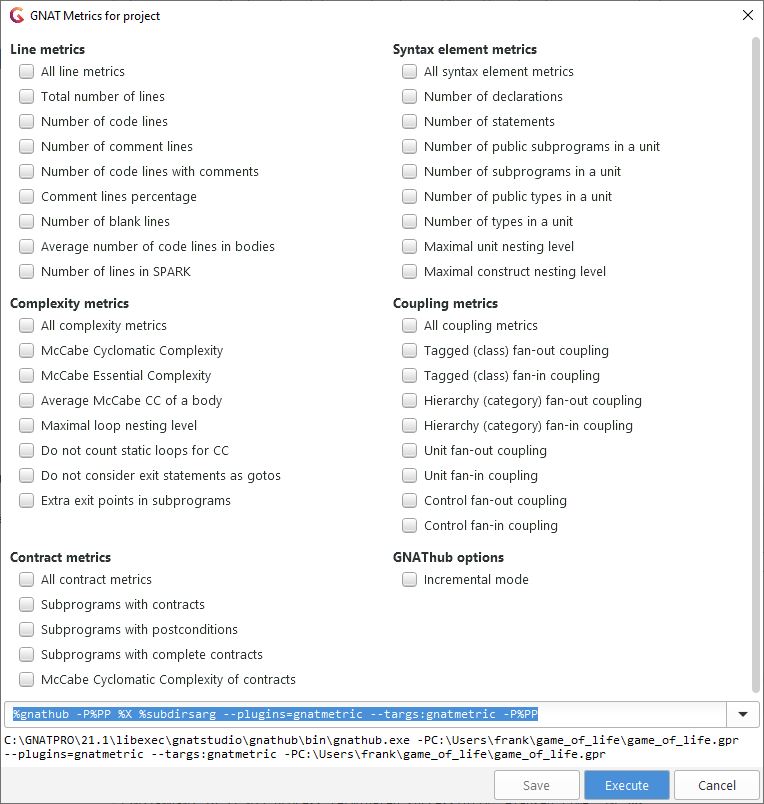 GNAT Metrics for project
Line metrics
All line metrics
Total number of lines
Number of code lines
Number of comment lines
Number of code lines with comments
Comment lines percentage
Number of blank lines
Average number of code lines in bodies
Number of lines in SPARK
Syntax element metrics
All syntax element metrics
Number of declarations
Number of statements
Number of public subprograms in a unit
Number of subprograms in a unit
Number of public types in a unit
Number of types in a unit
Maximal unit nesting level
Maximal construct nesting level
Complexity metrics
All complexity metrics
McCabe Cyclomatic Complexity
McCabe Essential Complexity
Average McCabe CC of a body
Maximal loop nesting level
Do not count static loops for CC
Do not consider exit statements as gotos
Extra exit points in subprograms
Coupling metrics
All coupling metrics
Tagged (class) fan-out coupling
Tagged (class) fan-in coupling
Hierarchy (category) fan-out coupling
Hierarchy (category) fan-in coupling
Unit fan-out coupling
Unit fan-in coupling
Control fan-out coupling
Control fan-in coupling
Contract metrics
All contract metrics
Subprograms with contracts
Subprograms with postconditions
Subprograms with complete contracts
McCabe Cyclomatic Complexity of contracts
GNAThub options
Incremental mode
%gnathub -P%PP %X %subdirsarg --plugins=gnatmetric --targs:gnatmetric -P%PP
C:\GNATPRO\21.1\libexec\gnatstudio\gnathub\bin\gnathub.exe -PC:\Users\frank\game_of_life\game_of_life.gpr
--plugins=gnatmetric --targs:gnatmetric -PC:\Users\frank\game_of_life\game_of_life.gpr
Save
Execute
Cancel